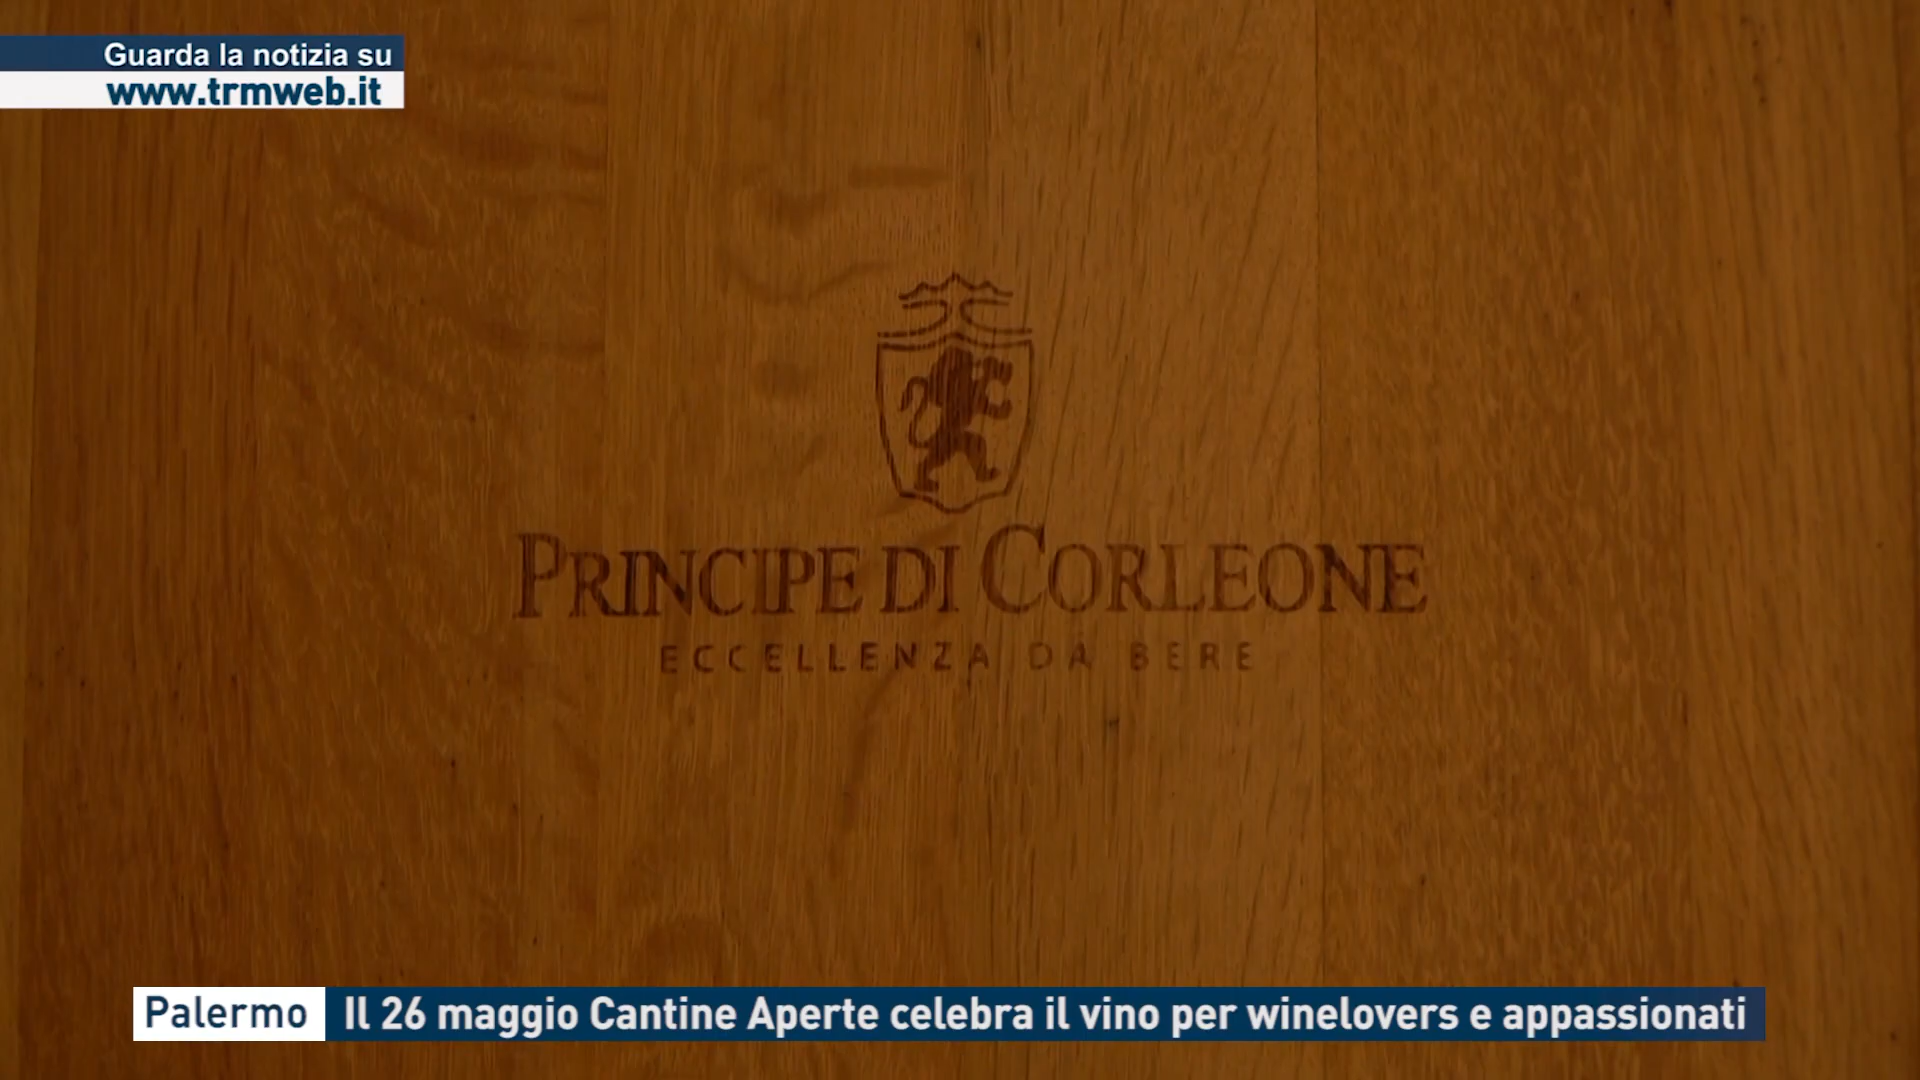 Guarda la notizia su
www.trmweb.it
PRINCIPE DI CORLEONE
ECCELLENZA DA BERE
Palermo Il 26 maggio Cantine Aperte celebra il vino per winelovers e appassionati